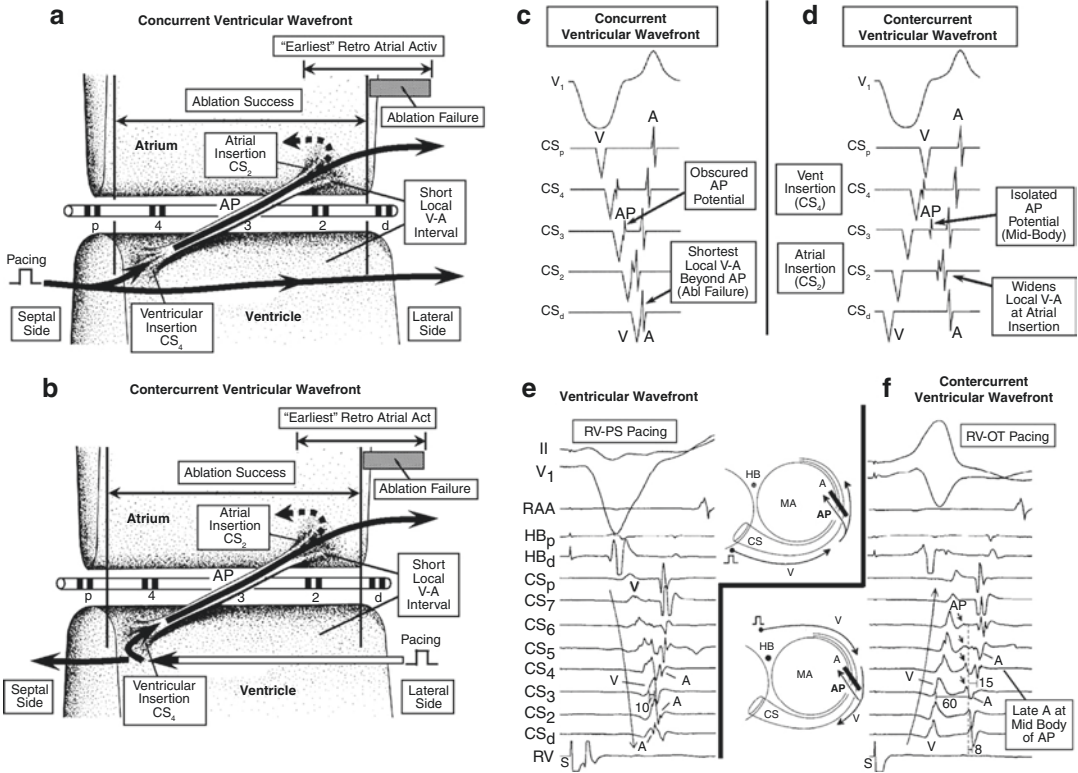 a
Concurrent Ventricular Wavefront
"Earliest" Retro Atrial Activ
Ablation Success
Ablation Failure
Atrium
Atrial
Insertion
CS2
AP
Short
Local
V-A
Interval
p
4
3
2
d
Pacing
Septal
Side
Ventricular
Insertion
CS4
Ventricle
Lateral
Side
b
Contercurrent Ventricular Wavefront
"Earliest" Retro Atrial Act
Ablation Success
Ablation Failure
Atrium
Atrial
Insertion
CS2
AP
Short
Local
V-A
Interval
p
4
3
2
d
Pacing
Septal
Side
Ventricular
Insertion
CS4
Ventricle
Lateral
Side
c
Concurrent
Ventricular Wavefront
V1
V
A
CSp
CS4
Obscured
AP
Potential
AP
CS3
Shortest
Local V-A
Beyond AP
(Abl Failure)
CS2
CSd
V A
d
Contercurrent
Ventricular Wavefront
V1
V
A
CSp
Vent
Insertion
(CS4)
CS4
Isolated
AP
Potential
(Mid-Body)
AP
CS3
Atrial
Insertion
(CS2)
CS2
Widens
Local V-A
at Atrial
Insertion
CSd
V
A
e
Ventricular Wavefront
RV-PS Pacing
II
V1
RAA
HBp
HBd
CSp
V
CS7
CS6
CS5
CS4
V
A
CS3
10
A
CS2
CSd
A
RV
S
HB
MA
A
AP
CS
V
V
HB
MA
A
AP
CS
V
f
Contercurrent
Ventricular Wavefront
RV-OT Pacing
AP
A
V
15
60
A
Late A at
Mid Body
of AP
V
8
S